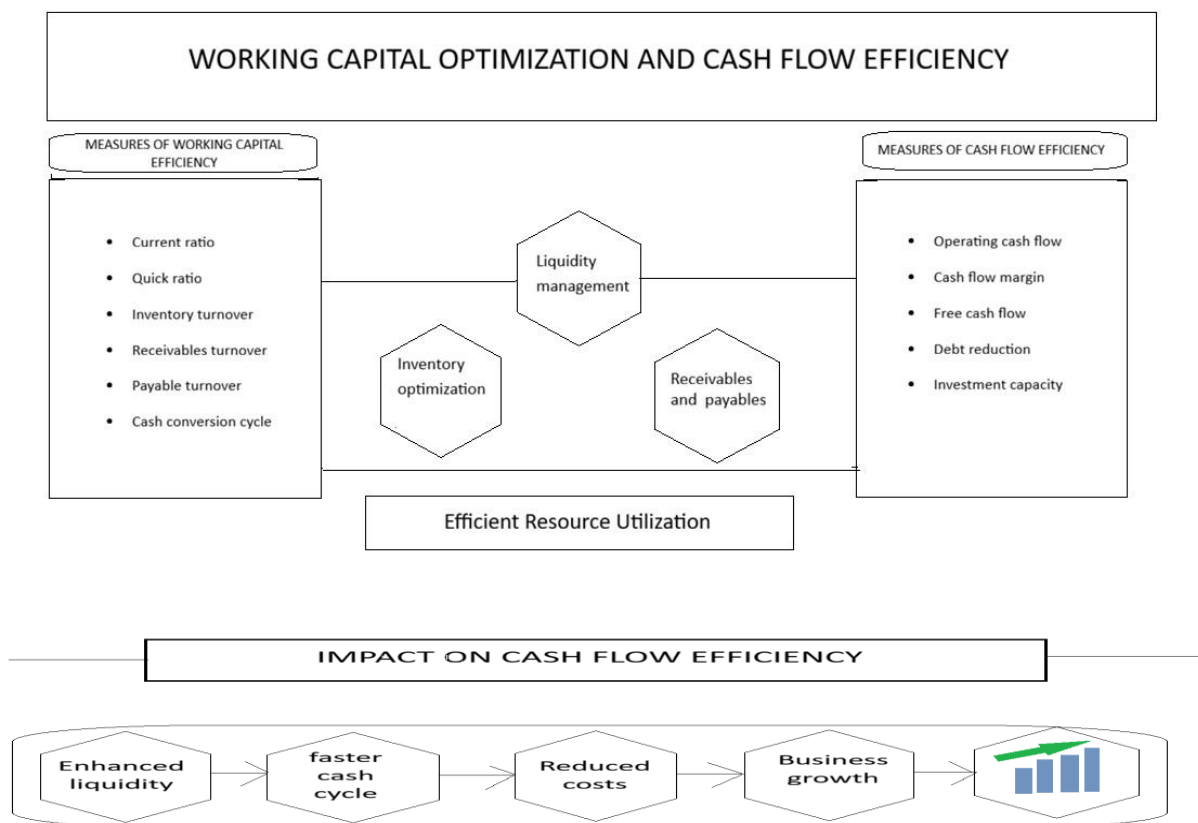 WORKING CAPITAL OPTIMIZATION AND CASH FLOW EFFICIENCY
MEASURES OF WORKING CAPITAL
EFFICIENCY
• Current ratio
• Quick ratio
• Inventory turnover
• Receivables turnover
• Payable turnover
• Cash conversion cycle
Liquidity
management
Inventory
optimization
Receivables
and payables
MEASURES OF CASH FLOW EFFICIENCY
• Operating cash flow
• Cash flow margin
• Free cash flow
• Debt reduction
• Investment capacity
Efficient Resource Utilization
IMPACT ON CASH FLOW EFFICIENCY
Enhanced
liquidity
faster
cash
cycle
Reduced
costs
Business
growth